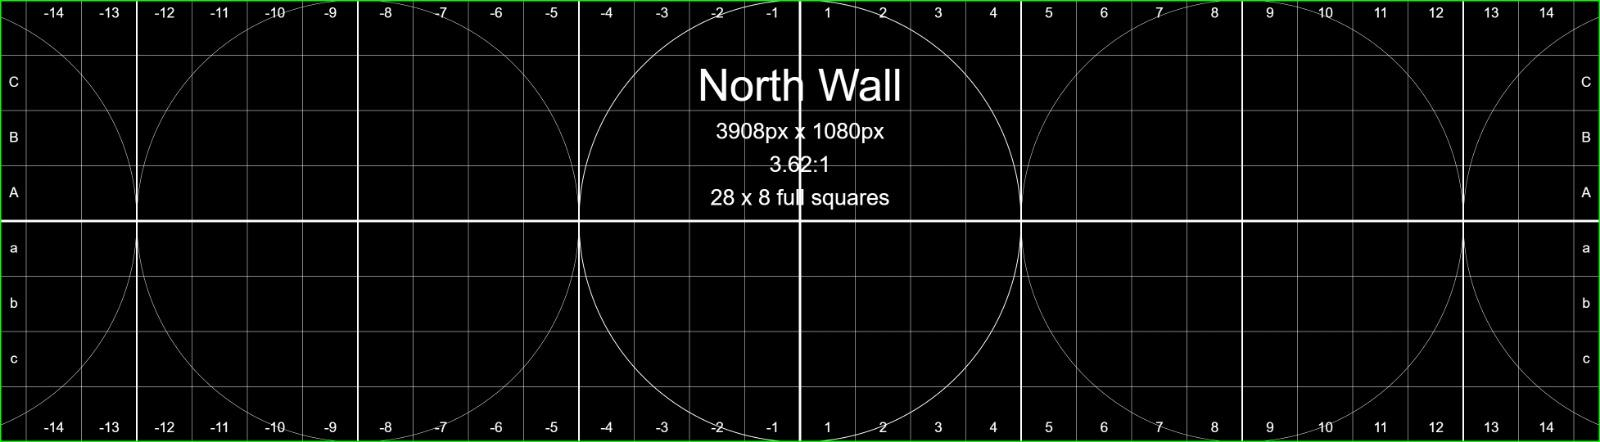 -14 -13 -12 -11 -10 -9 -8 -7 -6 -5 -4 -3 -2 -1 1 2 3 4 5 6 7 8 9 10 11 12 13 14
C North Wall C
B 3908px x 1080px B
3.62:1
A 28 x 8 full squares A
a a
b b
c c
-14 -13 -12 -11 -10 -9 -8 -7 -6 -5 -4 -3 -2 -1 1 2 3 4 5 6 7 8 9 10 11 12 13 14